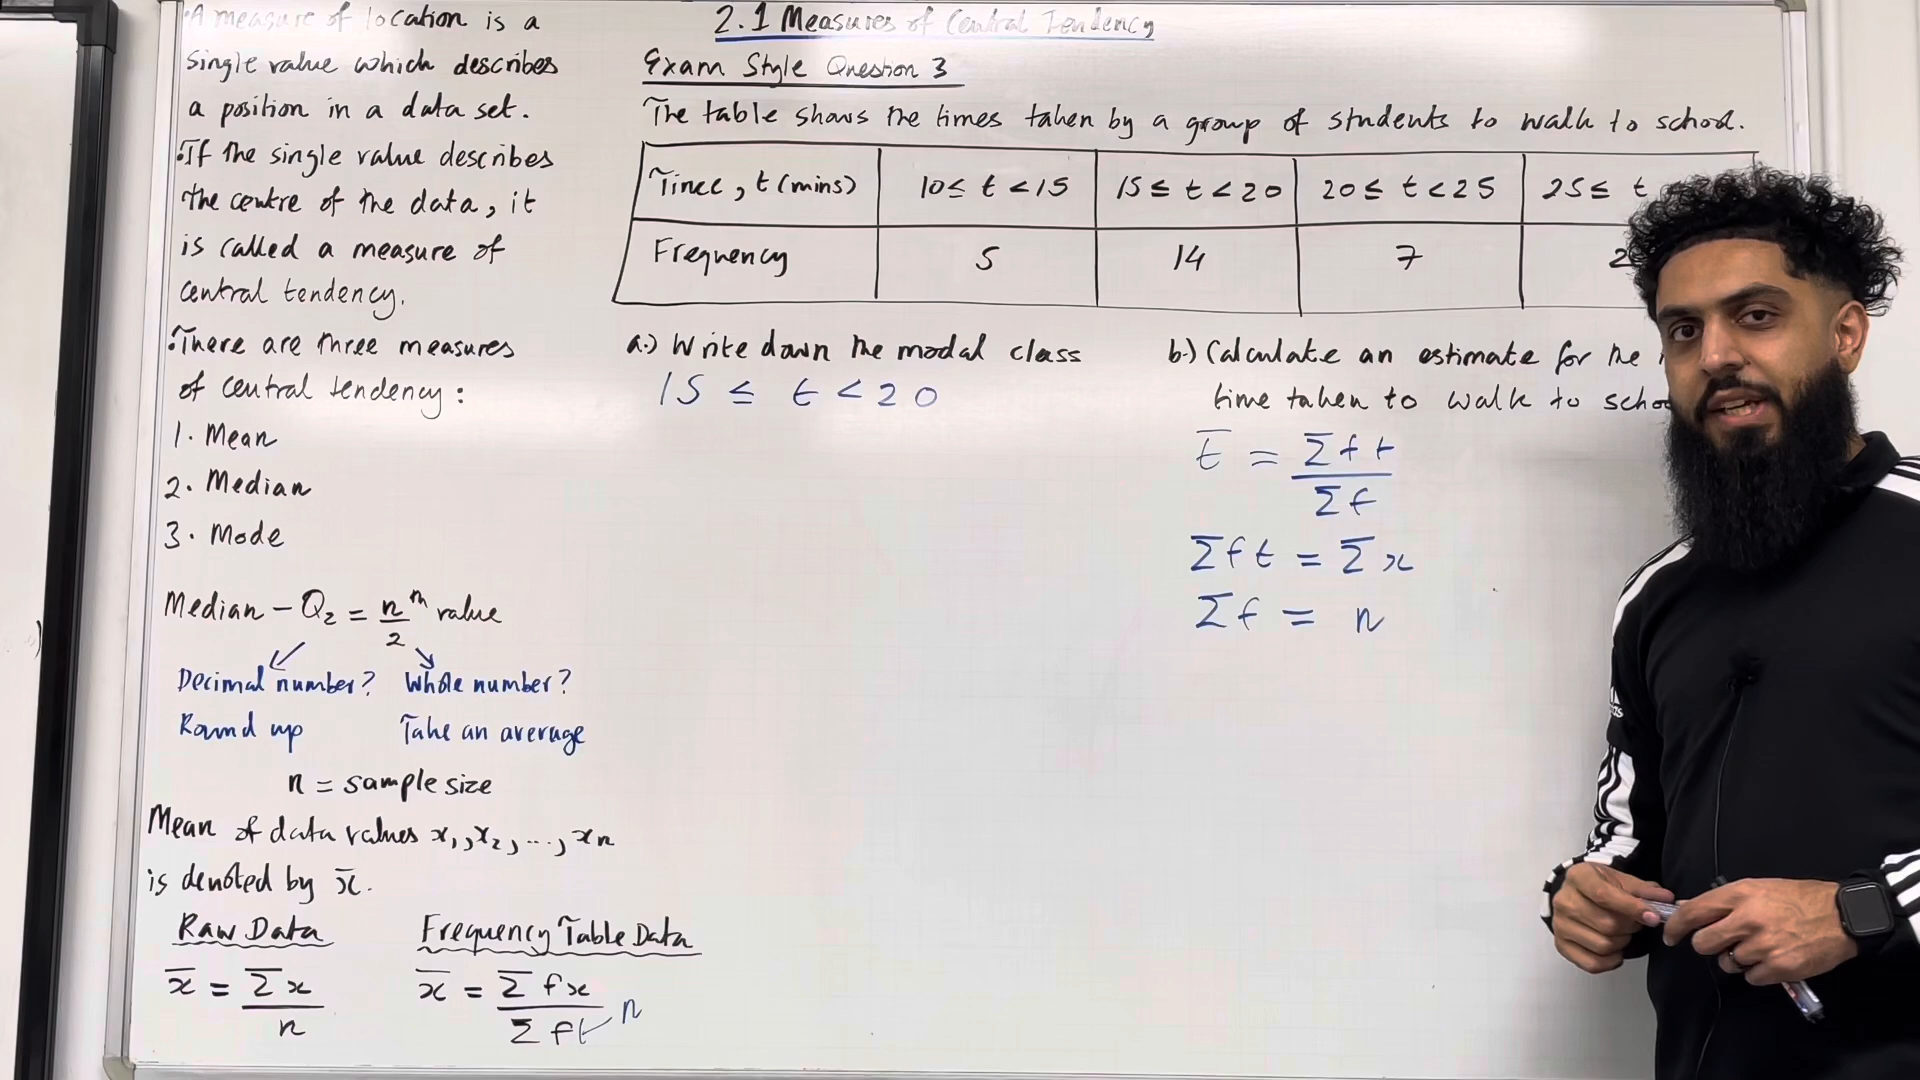 2.1 Measures of Central Tendency
• A measure of location is a
single value which describes
a position in a data set.
• If the single value describes
the centre of the data, it
is called a measure of
central tendency.
• There are three measures
of central tendency:
1. Mean
2. Median
3. Mode
Median - Q₂ = n/2 th value
Decimal number? Whole number?
Round up Take an average
n = sample size
Mean of data values x₁, x₂, ..., xₙ
is denoted by x̄.
Raw Data Frequency Table Data
x̄ = Σx/n x̄ = Σfx/Σf n
Exam Style Question 3
The table shows the times taken by a group of students to walk to school.
Time, t (mins) 10 ≤ t < 15 15 ≤ t < 20 20 ≤ t < 25 25 ≤ t
Frequency 5 14 7 2
a.) Write down the modal class
15 ≤ t < 20
b.) Calculate an estimate for the
time taken to walk to
t̄ = Σft/Σf
Σft = Σx
Σf = n